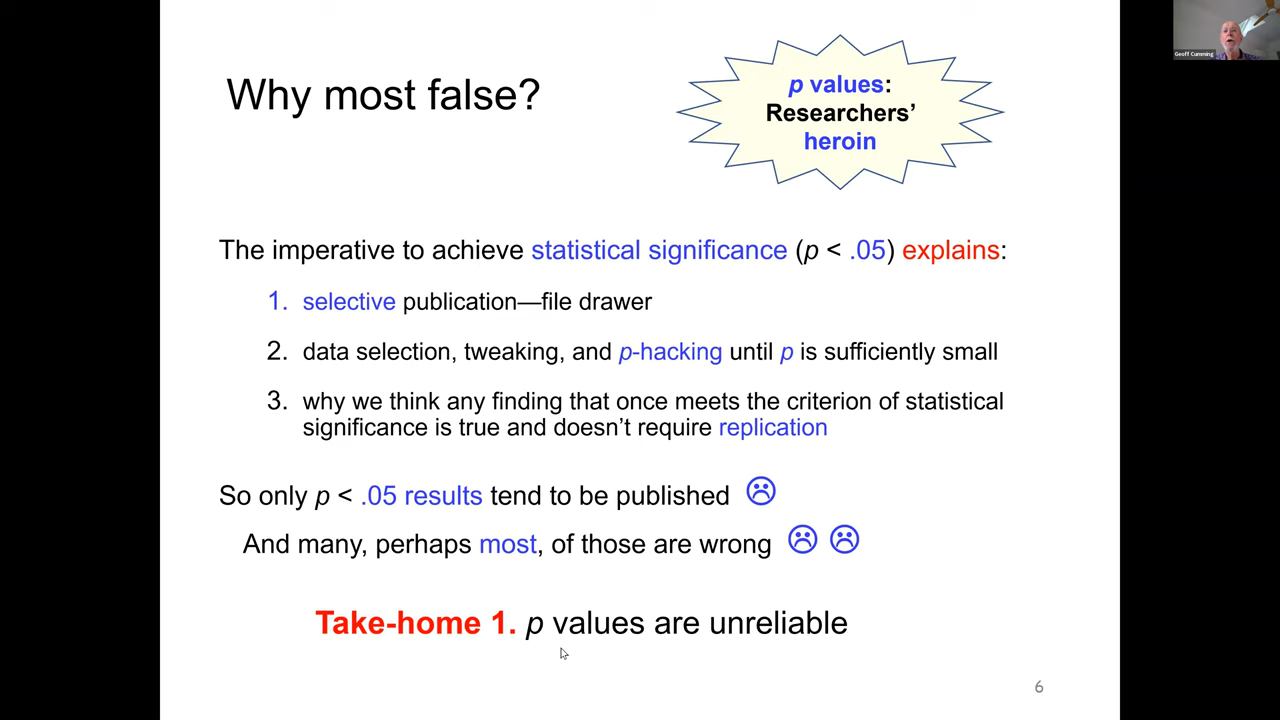 Why most false?
p values:
Researchers’
heroin
Geoff Cumming
The imperative to achieve statistical significance (p < .05) explains:
1. selective publication—file drawer
2. data selection, tweaking, and p-hacking until p is sufficiently small
3. why we think any finding that once meets the criterion of statistical
significance is true and doesn’t require replication
So only p < .05 results tend to be published ☹
And many, perhaps most, of those are wrong ☹ ☹
Take-home 1. p values are unreliable
6